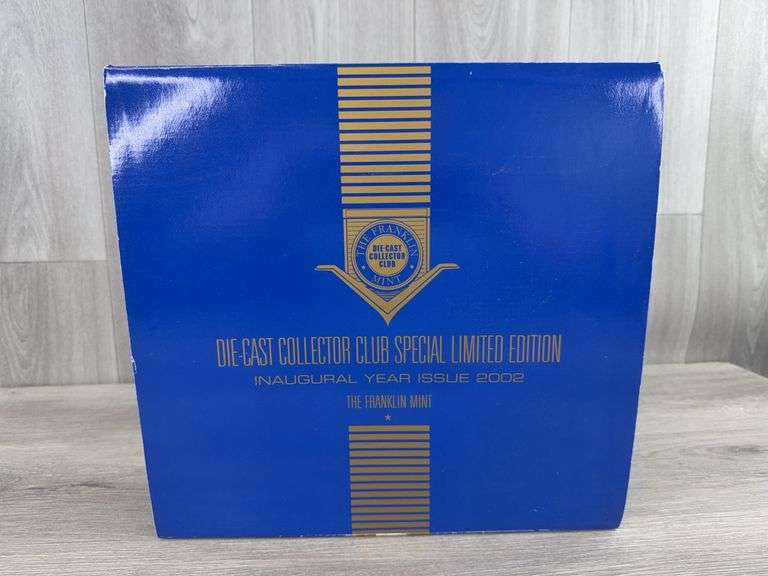 THE FRANKLIN MINT
DIE-CAST
COLLECTOR
CLUB
DIE-CAST COLLECTOR CLUB SPECIAL LIMITED EDITION
INAUGURAL YEAR ISSUE 2002
THE FRANKLIN MINT